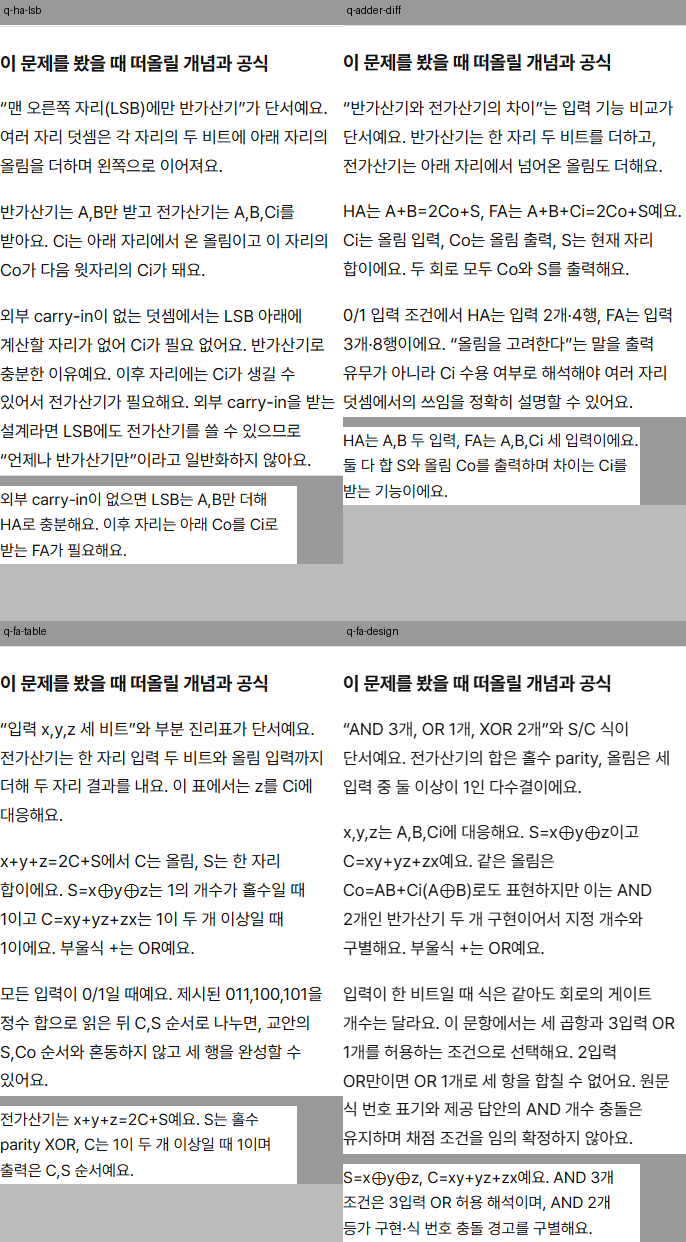 q-ha-lsb
이 문제를 봤을 때 떠올릴 개념과 공식
“맨 오른쪽 자리(LSB)에만 반가산기”가 단서예요.
여러 자리 덧셈은 각 자리의 두 비트에 아래 자리의
올림을 더하며 왼쪽으로 이어져요.
반가산기는 A,B만 받고 전가산기는 A,B,Ci를
받아요. Ci는 아래 자리에서 온 올림이고 이 자리의
Co가 다음 윗자리의 Ci가 돼요.
외부 carry-in이 없는 덧셈에서는 LSB 아래에
계산할 자리가 없어 Ci가 필요 없어요. 반가산기로
충분한 이유예요. 이후 자리에는 Ci가 생길 수
있어서 전가산기가 필요해요. 외부 carry-in을 받는
설계라면 LSB에도 전가산기를 쓸 수 있으므로
“언제나 반가산기만”이라고 일반화하지 않아요.
외부 carry-in이 없으면 LSB는 A,B만 더해
HA로 충분해요. 이후 자리는 아래 Co를 Ci로
받는 FA가 필요해요.
q-adder-diff
이 문제를 봤을 때 떠올릴 개념과 공식
“반가산기와 전가산기의 차이”는 입력 기능 비교가
단서예요. 반가산기는 한 자리 두 비트를 더하고,
전가산기는 아래 자리에서 넘어온 올림도 더해요.
HA는 A+B=2Co+S, FA는 A+B+Ci=2Co+S예요.
Ci는 올림 입력, Co는 올림 출력, S는 현재 자리
합이에요. 두 회로 모두 Co와 S를 출력해요.
0/1 입력 조건에서 HA는 입력 2개·4행, FA는 입력
3개·8행이에요. “올림을 고려한다”는 말을 출력
유무가 아니라 Ci 수용 여부로 해석해야 여러 자리
덧셈에서의 쓰임을 정확히 설명할 수 있어요.
HA는 A,B 두 입력, FA는 A,B,Ci 세 입력이에요.
둘 다 합 S와 올림 Co를 출력하며 차이는 Ci를
받는 기능이에요.
q-fa-table
이 문제를 봤을 때 떠올릴 개념과 공식
“입력 x,y,z 세 비트”와 부분 진리표가 단서예요.
전가산기는 한 자리 입력 두 비트와 올림 입력까지
더해 두 자리 결과를 내요. 이 표에서는 z를 Ci에
대응해요.
x+y+z=2C+S에서 C는 올림, S는 한 자리
합이에요. S=x⊕y⊕z는 1의 개수가 홀수일 때
1이고 C=xy+yz+zx는 1이 두 개 이상일 때
1이에요. 부울식 +는 OR예요.
모든 입력이 0/1일 때예요. 제시된 011,100,101을
정수 합으로 읽은 뒤 C,S 순서로 나누면, 교안의
S,Co 순서와 혼동하지 않고 세 행을 완성할 수
있어요.
전가산기는 x+y+z=2C+S예요. S는 홀수
parity XOR, C는 1이 두 개 이상일 때 1이며
출력은 C,S 순서예요.
q-fa-design
이 문제를 봤을 때 떠올릴 개념과 공식
“AND 3개, OR 1개, XOR 2개”와 S/C 식이
단서예요. 전가산기의 합은 홀수 parity, 올림은 세
입력 중 둘 이상이 1인 다수결이에요.
x,y,z는 A,B,Ci에 대응해요. S=x⊕y⊕z이고
C=xy+yz+zx예요. 같은 올림은
Co=AB+Ci(A⊕B)로도 표현하지만 이는 AND
2개인 반가산기 두 개 구현이어서 지정 개수와
구별해요. 부울식 +는 OR예요.
입력이 한 비트일 때 식은 같아도 회로의 게이트
개수는 달라요. 이 문항에서는 세 곱항과 3입력 OR
1개를 허용하는 조건으로 선택해요. 2입력
OR만이면 OR 1개로 세 항을 합칠 수 없어요. 원문
식 번호 표기와 제공 답안의 AND 개수 충돌은
유지하며 채점 조건을 임의 확정하지 않아요.
S=x⊕y⊕z, C=xy+yz+zx예요. AND 3개
조건은 3입력 OR 허용 해석이며, AND 2개
등가 구현·식 번호 충돌 경고를 구별해요.